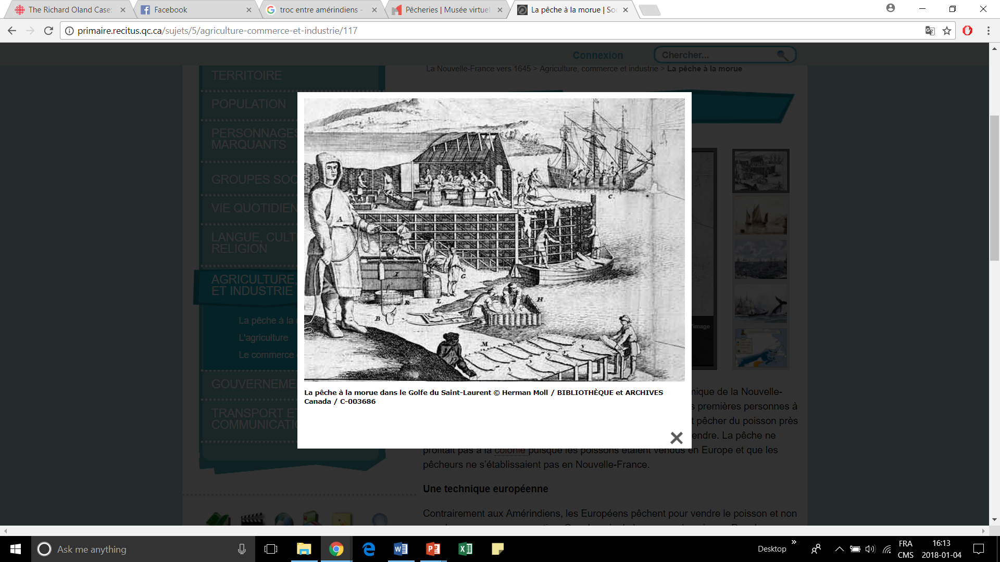 The Richard Oland Case:
Facebook
troc entre amérindiens -
Pêcheries | Musée virtuel
La pêche à la morue | Soc
primaire.recitus.qc.ca/sujets/5/agriculture-commerce-et-industrie/117
Connexion
Chercher...
La Nouvelle-France vers 1645 > Agriculture, commerce et industrie > La pêche à la morue
TERRITOIRE
POPULATION
PERSONNAGES
MARQUANTS
GROUPES SOC
VIE QUOTIDIEN
LANGUE, CULT
RELIGION
AGRICULTURE,
ET INDUSTRIE
La pêche à la
L'agriculture
Le commerce
GOUVERNEME
TRANSPORT ET
COMMUNICATIO
A
C.
F
G
I
H.
R
L
B.
M
La pêche à la morue dans le Golfe du Saint-Laurent © Herman Moll / BIBLIOTHÈQUE et ARCHIVES
Canada / C-003686
l'image
mique de la Nouvelle-
s premières personnes à
t pêcher du poisson près
endre. La pêche ne
profitait pas à la colonie puisque les poissons étaient vendus en Europe et que les
pêcheurs ne s'établissaient pas en Nouvelle-France.
Une technique européenne
Contrairement aux Amérindiens, les Européens pêchent pour vendre le poisson et non
Ask me anything
Desktop
FRA
CMS
16:13
2018-01-04